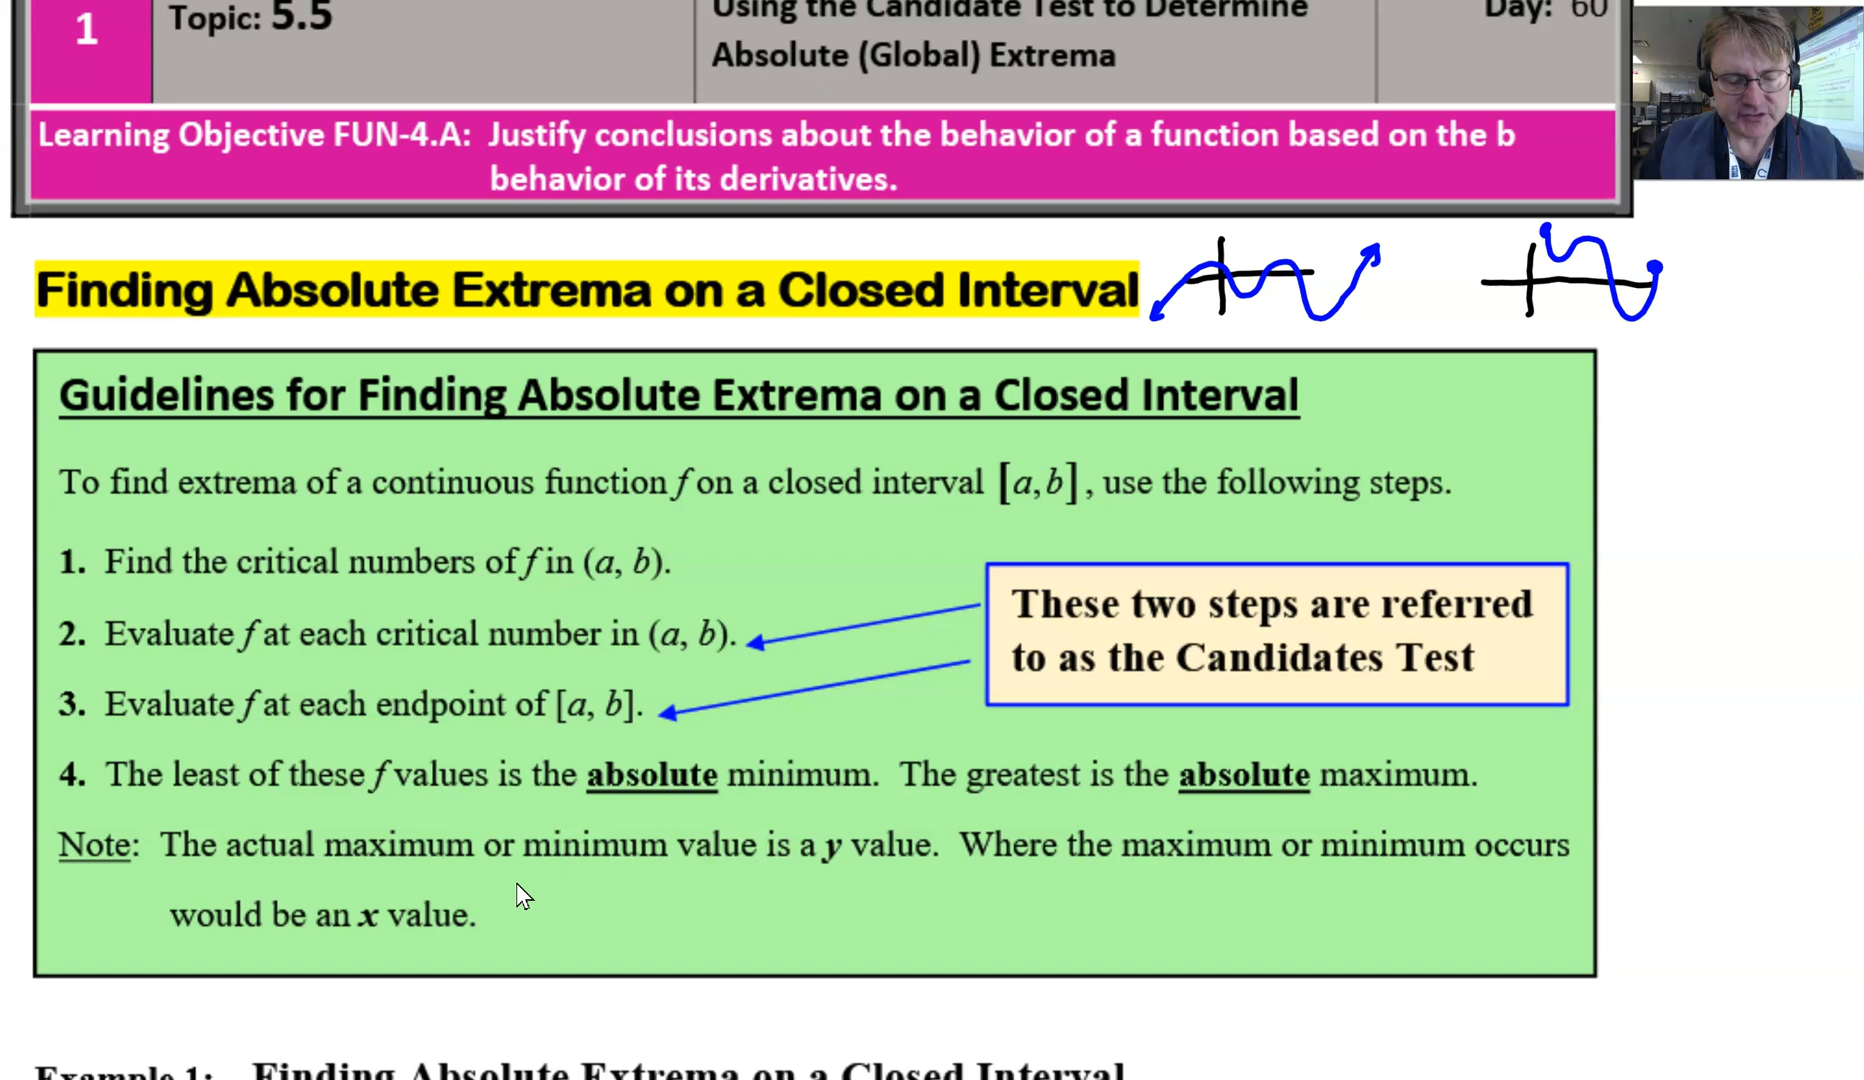 1
Topic: 5.5
Using the Candidate Test to Determine
Absolute (Global) Extrema
Day: 60
Learning Objective FUN-4.A: Justify conclusions about the behavior of a function based on the b
behavior of its derivatives.
Finding Absolute Extrema on a Closed Interval
Guidelines for Finding Absolute Extrema on a Closed Interval
To find extrema of a continuous function f on a closed interval [a,b], use the following steps.
1. Find the critical numbers of f in (a, b).
2. Evaluate f at each critical number in (a, b).
3. Evaluate f at each endpoint of [a, b].
These two steps are referred
to as the Candidates Test
4. The least of these f values is the absolute minimum. The greatest is the absolute maximum.
Note: The actual maximum or minimum value is a y value. Where the maximum or minimum occurs
would be an x value.
Example 1: Finding Absolute Extrema on a Closed Interval